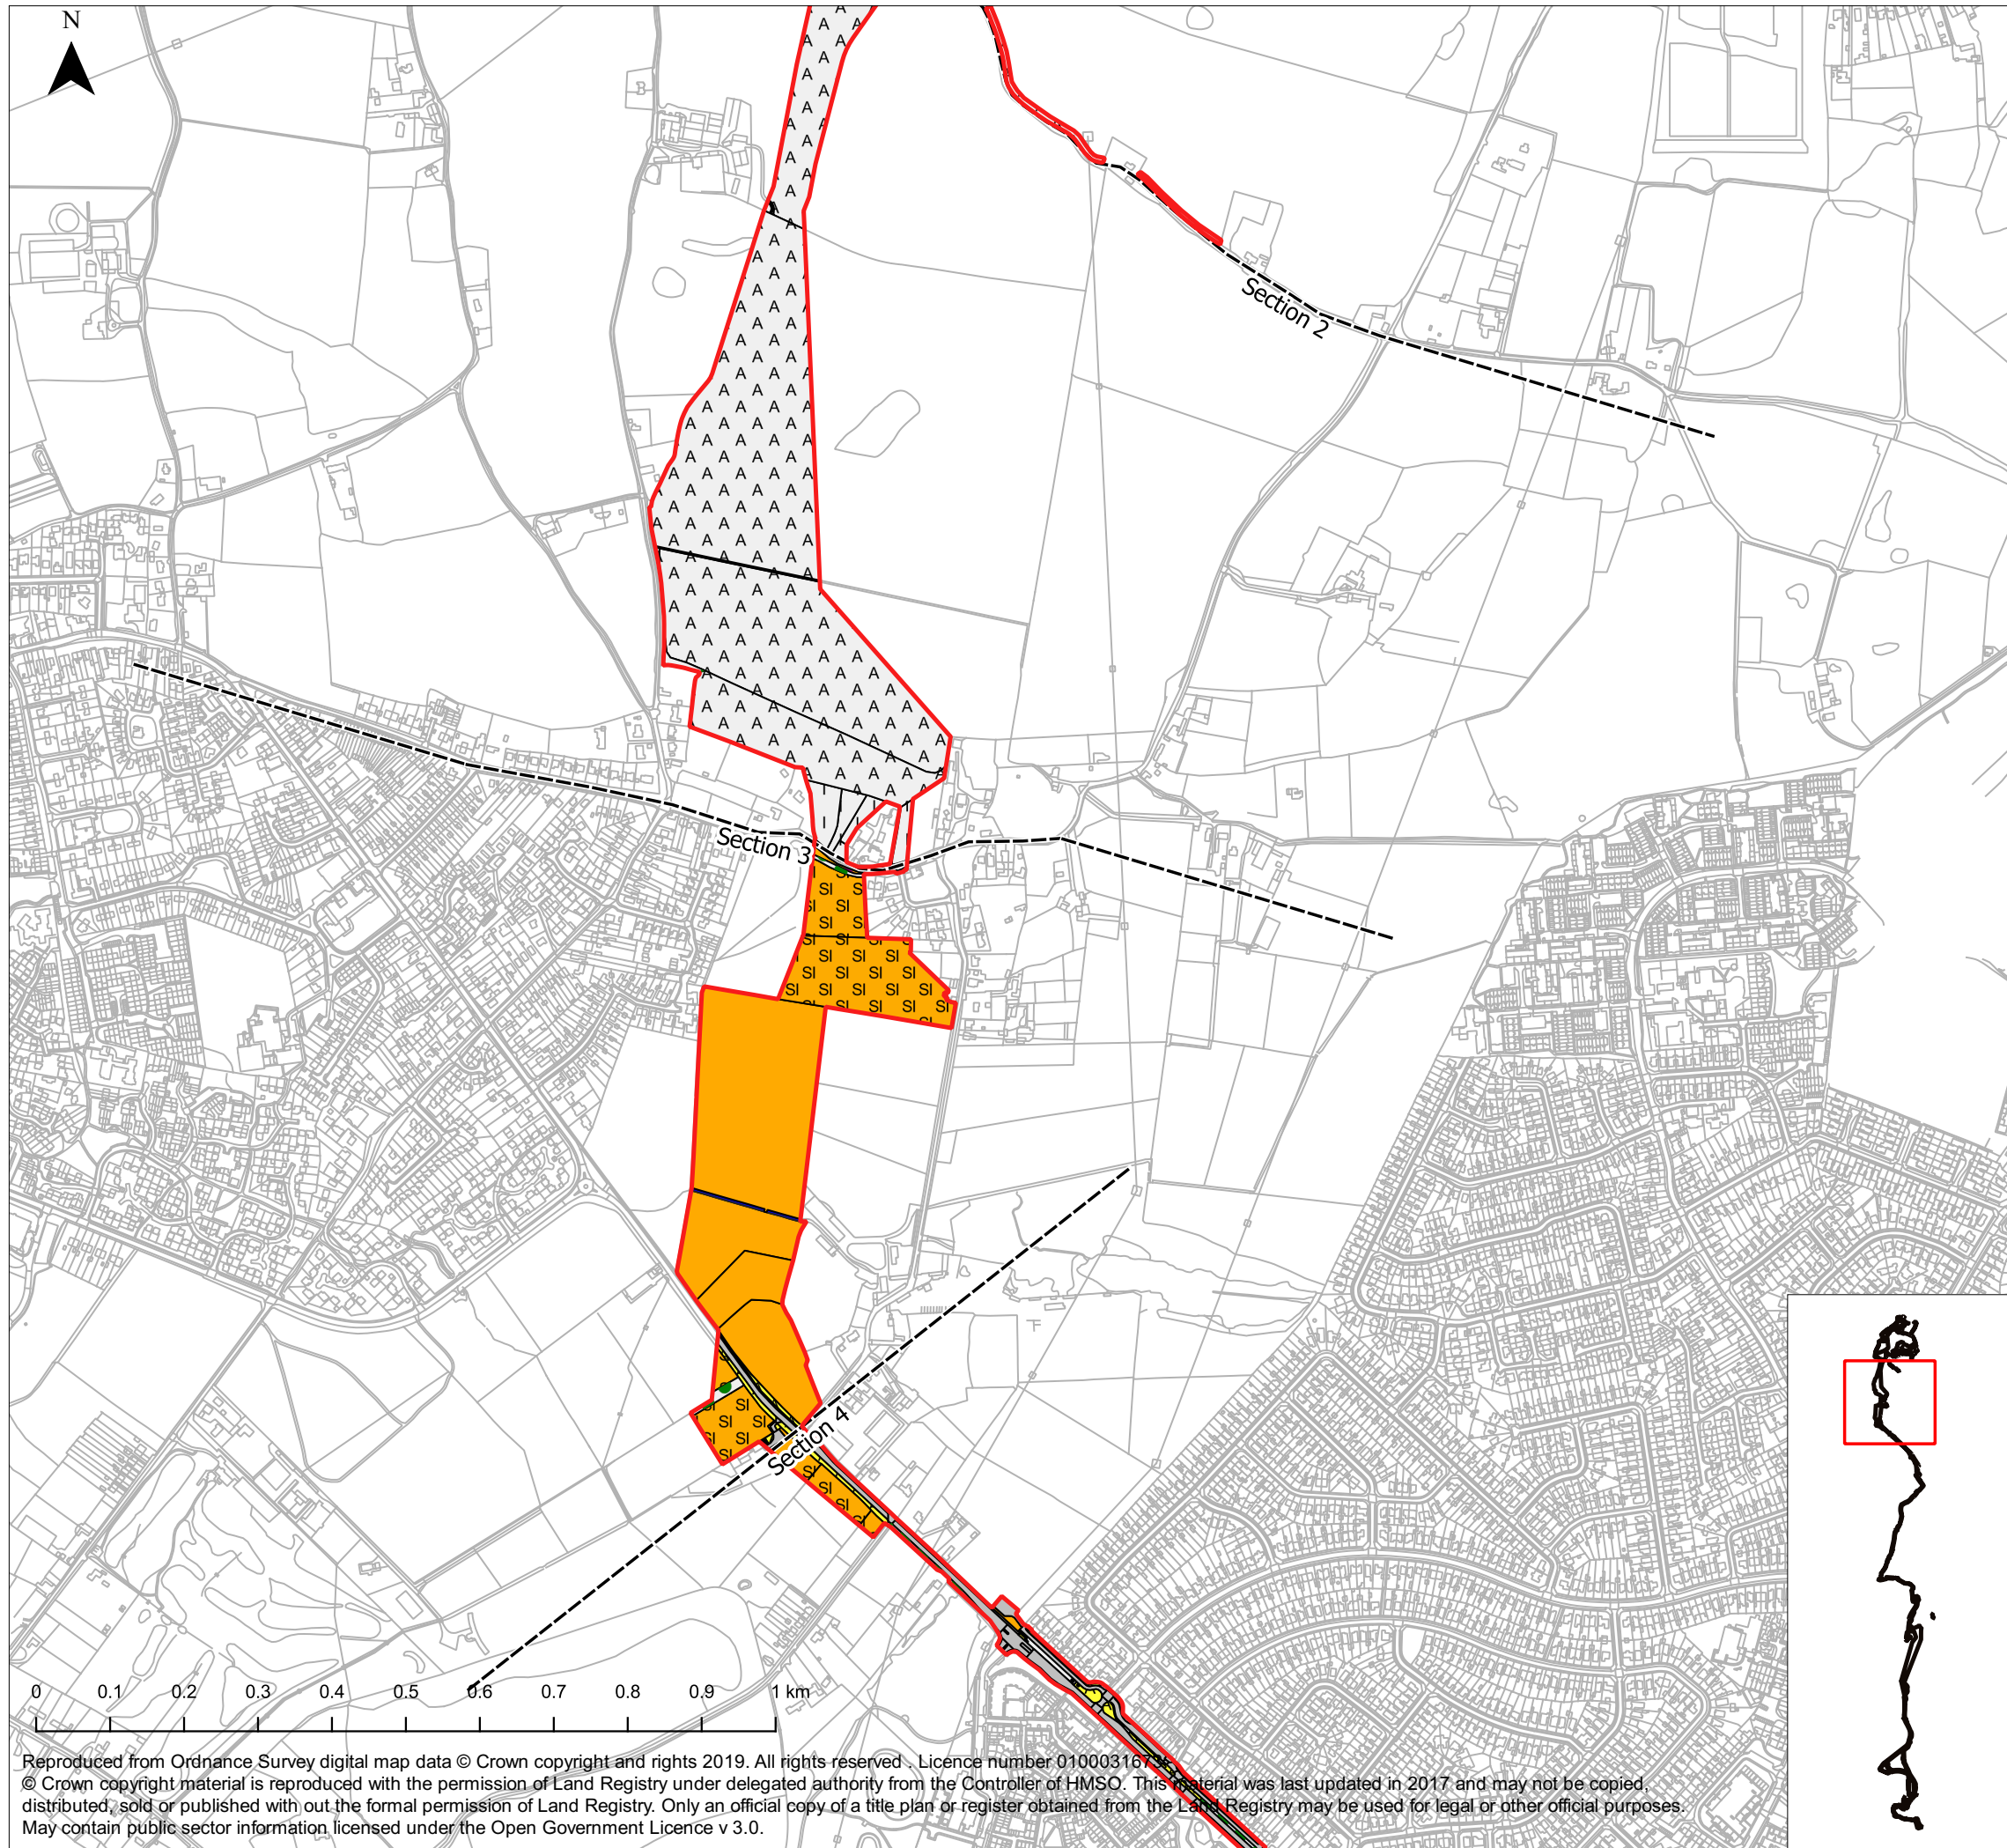 N
Section 2
Section 3
Section 4
0 0.1 0.2 0.3 0.4 0.5 0.6 0.7 0.8 0.9 1 km
Reproduced from Ordnance Survey digital map data © Crown copyright and rights 2019. All rights reserved . Licence number
© Crown copyright material is reproduced with the permission of Land Registry under delegated authority from the Controller of HMSO. This material was last updated in 2017 and may not be copied,
distributed, sold or published with out the formal permission of Land Registry. Only an official copy of a title plan or register obtained from the Land Registry may be used for legal or other official purposes.
May contain public sector information licensed under the Open Government Licence v 3.0.